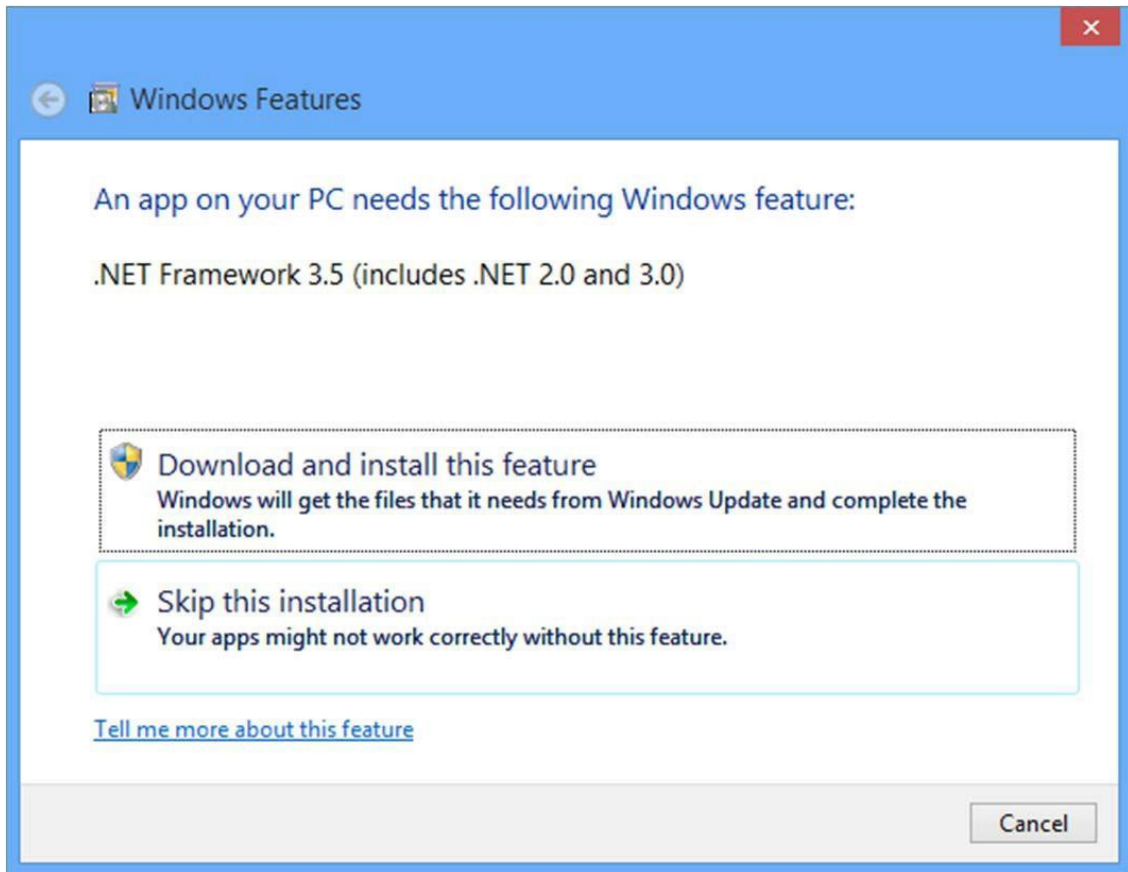 Windows Features
An app on your PC needs the following Windows feature:
.NET Framework 3.5 (includes .NET 2.0 and 3.0)
Download and install this feature
Windows will get the files that it needs from Windows Update and complete the
installation.
Skip this installation
Your apps might not work correctly without this feature.
Tell me more about this feature
Cancel